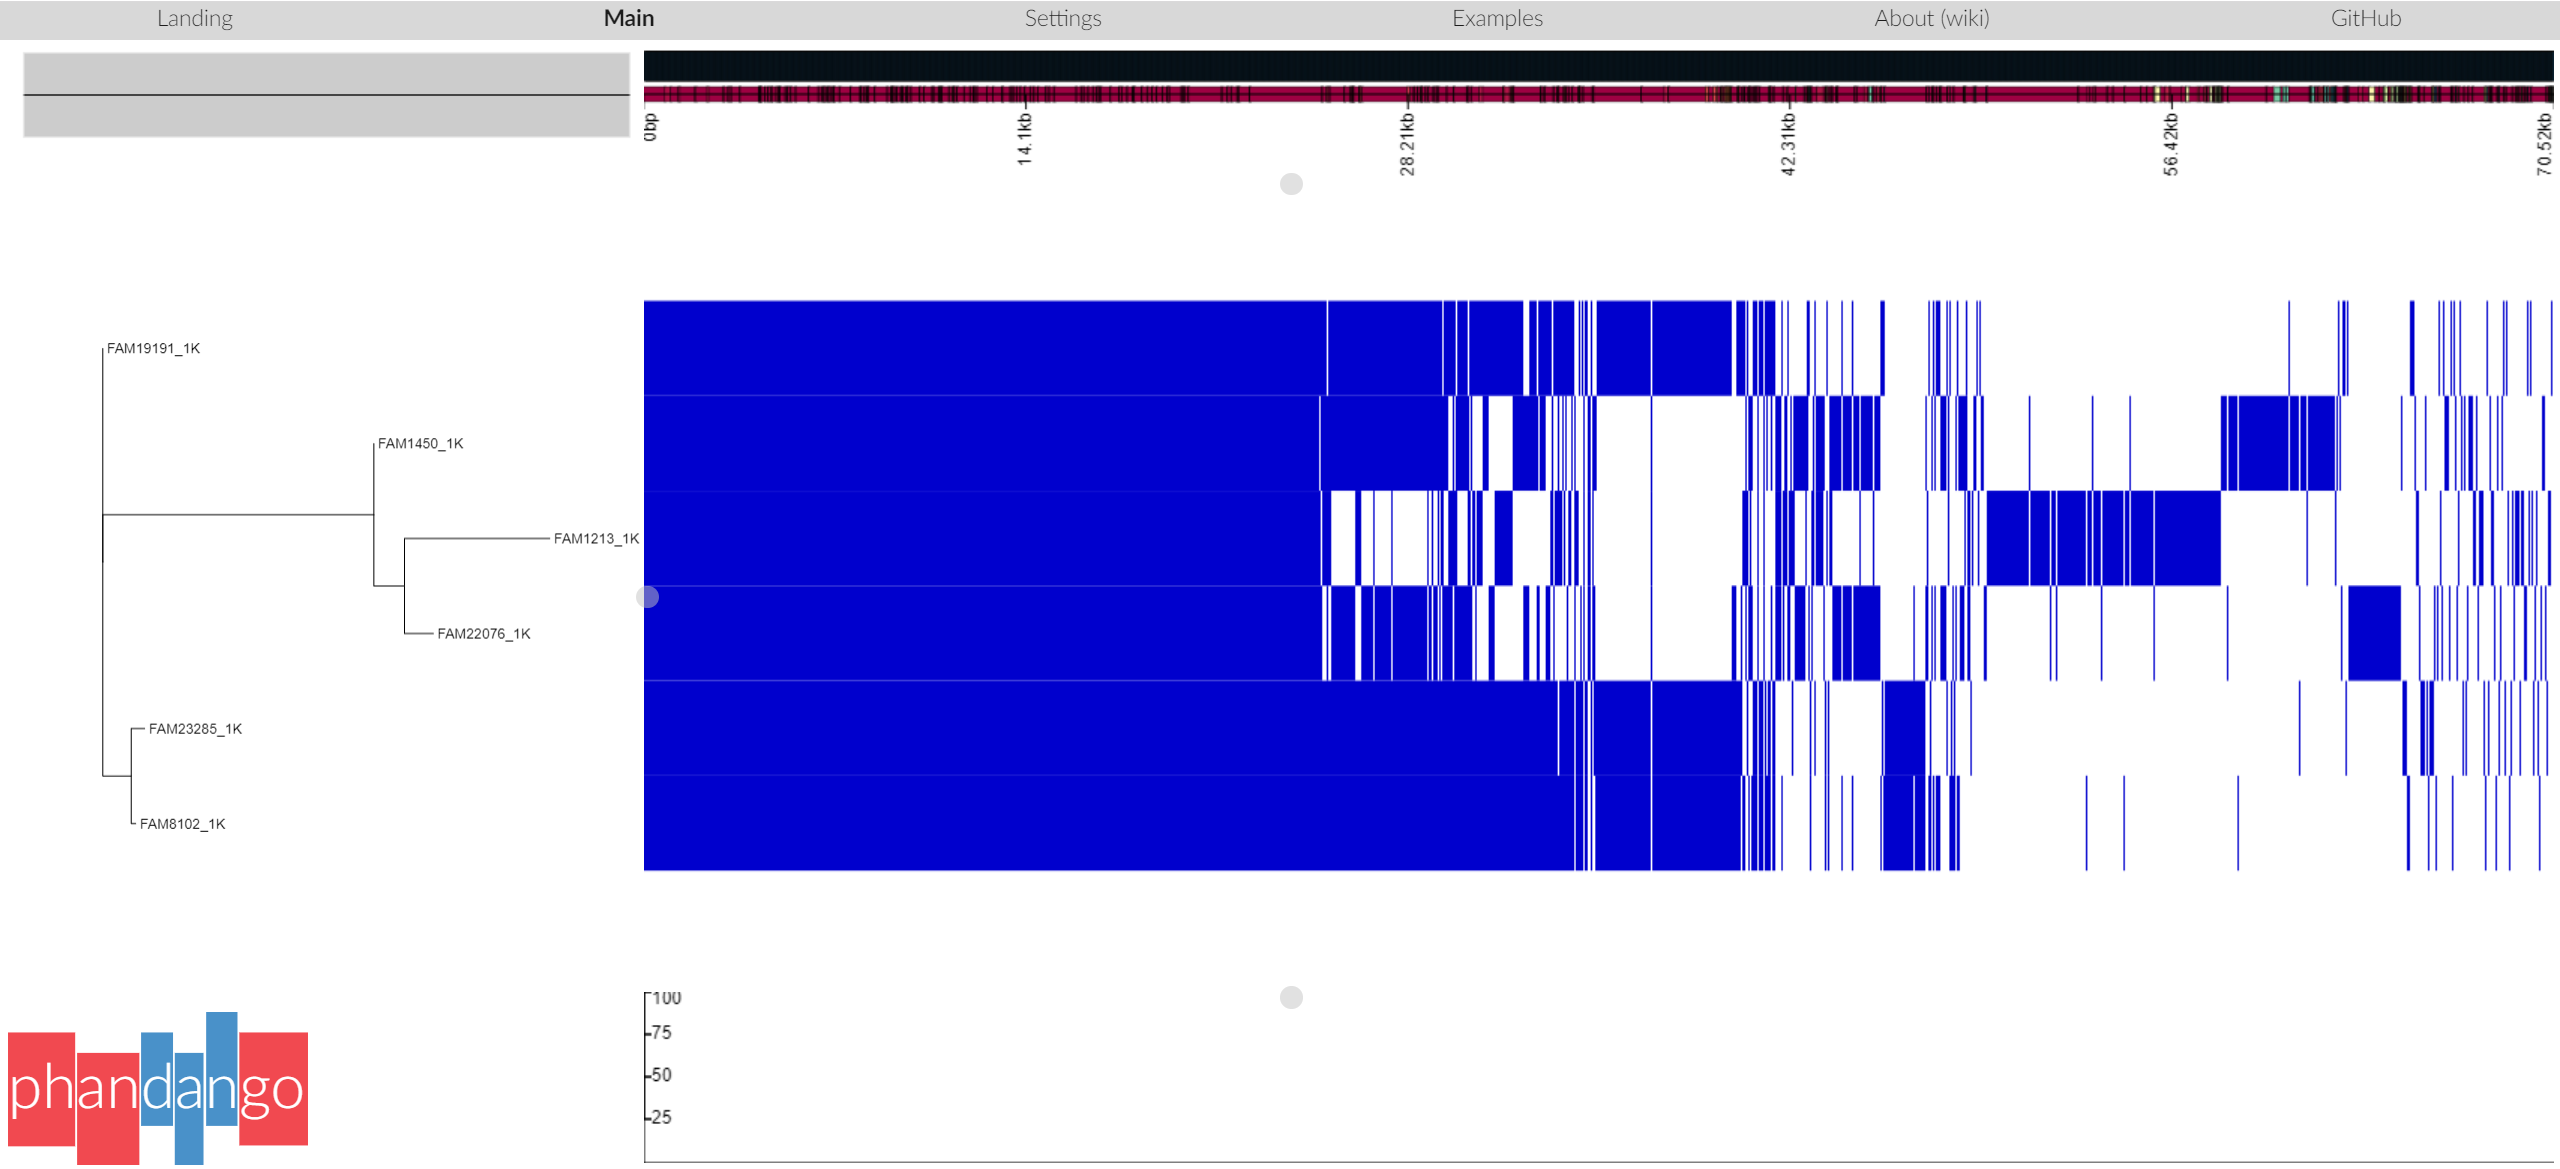 Landing Main Settings Examples About (wiki) GitHub
0bp 14.1kb 28.21kb 42.31kb 56.42kb 70.52kb
FAM19191_1K
FAM1450_1K
FAM1213_1K
FAM22076_1K
FAM23285_1K
FAM8102_1K
100
75
50
25
phandango